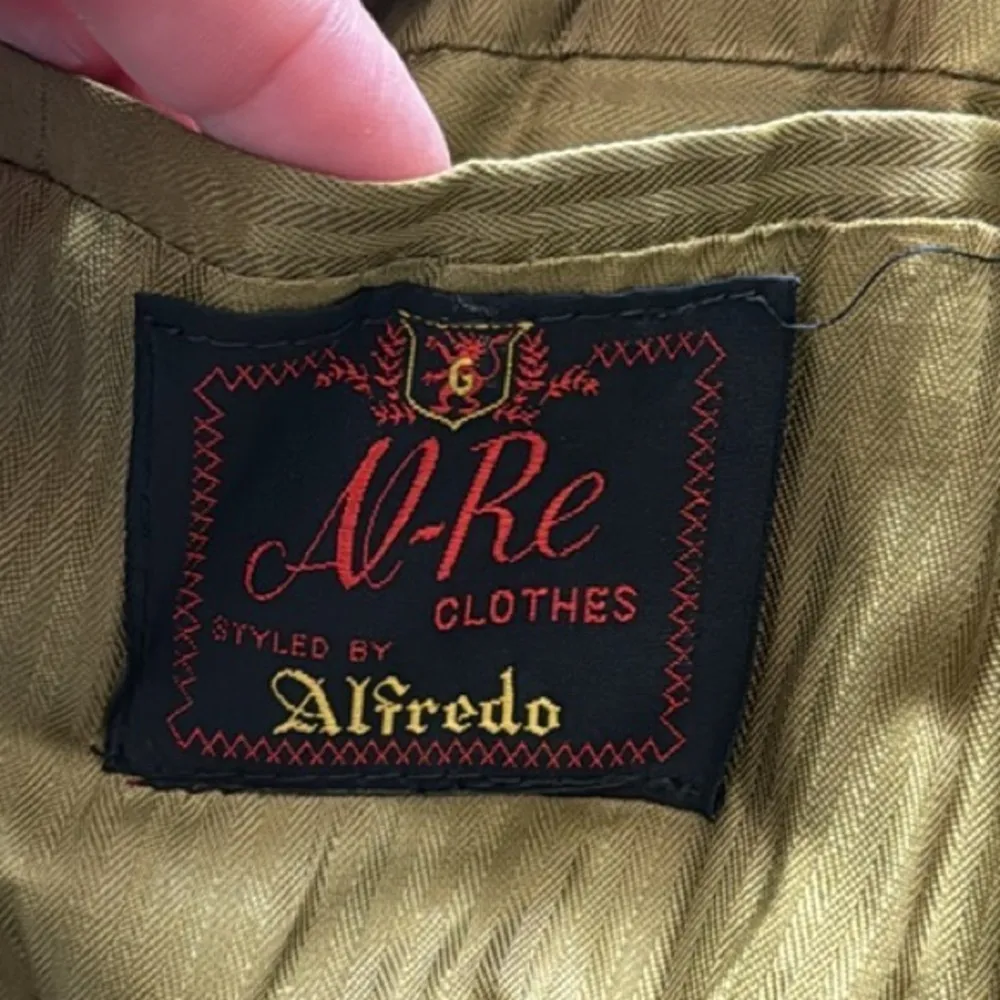 G
Al-Re
CLOTHES
STYLED BY
Alfredo